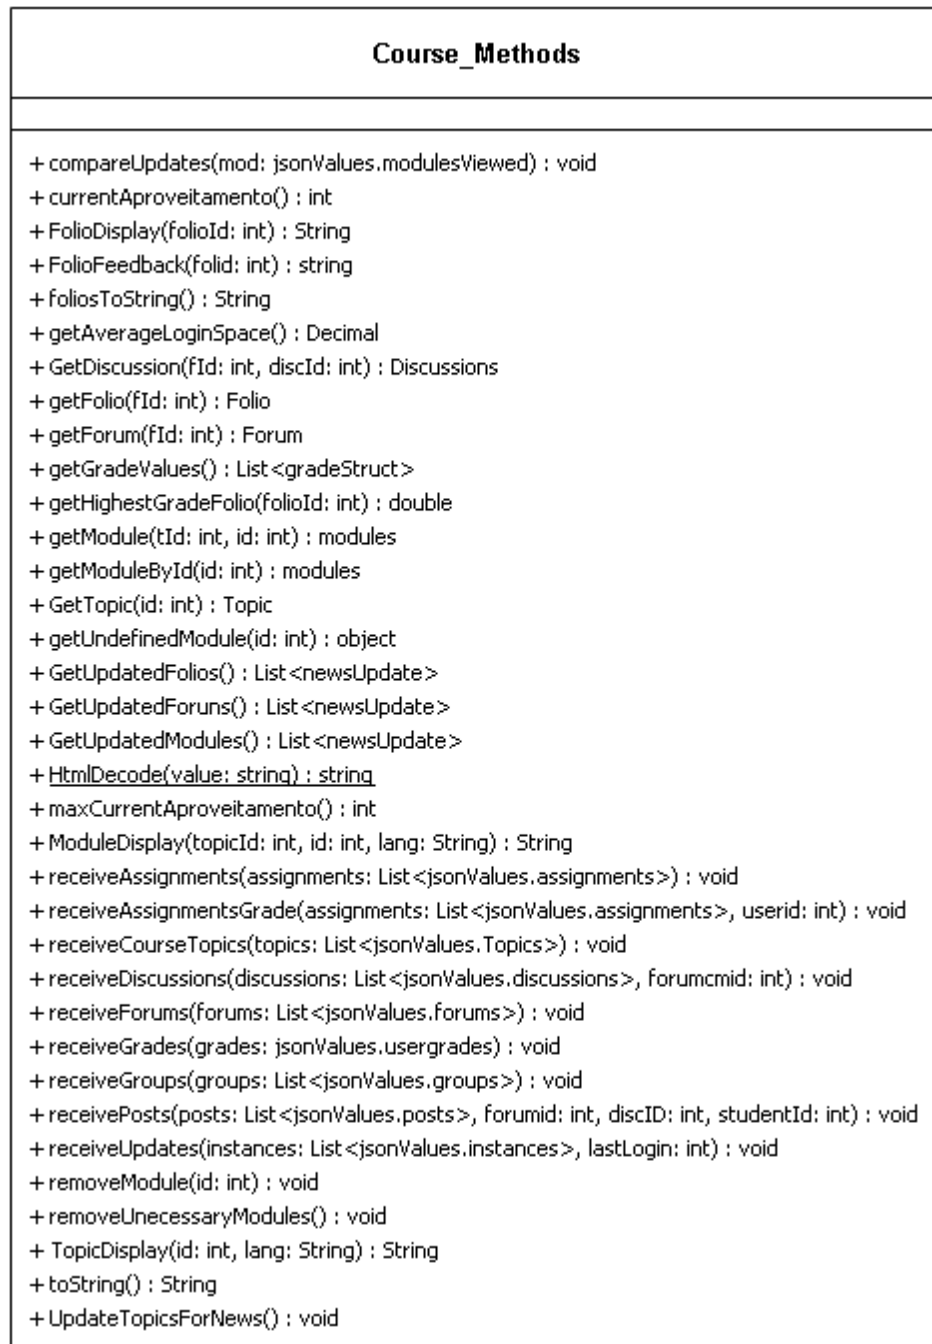 Course_Methods
+ compareUpdates(mod: jsonValues.modulesViewed) : void
+ currentAproveitamento() : int
+ FolioDisplay(folioId: int) : String
+ FolioFeedback(folid: int) : string
+ foliosToString() : String
+ getAverageLoginSpace() : Decimal
+ GetDiscussion(fId: int, discId: int) : Discussions
+ getFolio(fId: int) : Folio
+ getForum(fId: int) : Forum
+ getGradeValues() : List<gradeStruct>
+ getHighestGradeFolio(folioId: int) : double
+ getModule(tId: int, id: int) : modules
+ getModuleById(id: int) : modules
+ GetTopic(id: int) : Topic
+ getUndefinedModule(id: int) : object
+ GetUpdatedFolios() : List<newsUpdate>
+ GetUpdatedForuns() : List<newsUpdate>
+ GetUpdatedModules() : List<newsUpdate>
+ HtmlDecode(value: string) : string
+ maxCurrentAproveitamento() : int
+ ModuleDisplay(topicId: int, id: int, lang: String) : String
+ receiveAssignments(assignments: List<jsonValues.assignments>) : void
+ receiveAssignmentsGrade(assignments: List<jsonValues.assignments>, userid: int) : void
+ receiveCourseTopics(topics: List<jsonValues.Topics>) : void
+ receiveDiscussions(discussions: List<jsonValues.discussions>, forumcmid: int) : void
+ receiveForums(forums: List<jsonValues.forums>) : void
+ receiveGrades(grades: jsonValues.usergrades) : void
+ receiveGroups(groups: List<jsonValues.groups>) : void
+ receivePosts(posts: List<jsonValues.posts>, forumid: int, discID: int, studentId: int) : void
+ receiveUpdates(instances: List<jsonValues.instances>, lastLogin: int) : void
+ removeModule(id: int) : void
+ removeUnecessaryModules() : void
+ TopicDisplay(id: int, lang: String) : String
+ toString() : String
+ UpdateTopicsForNews() : void